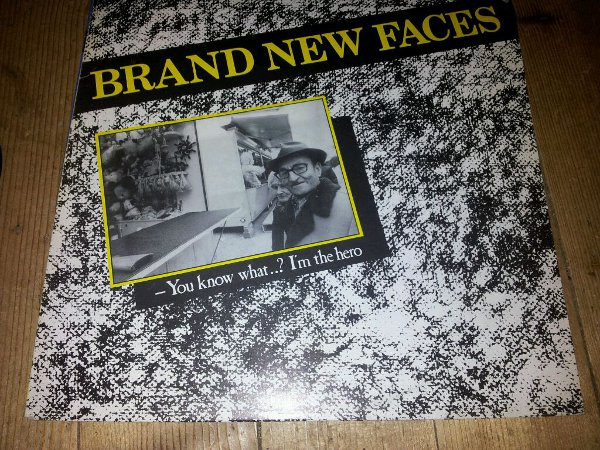 BRAND NEW FACES
– You know what..? I'm the hero